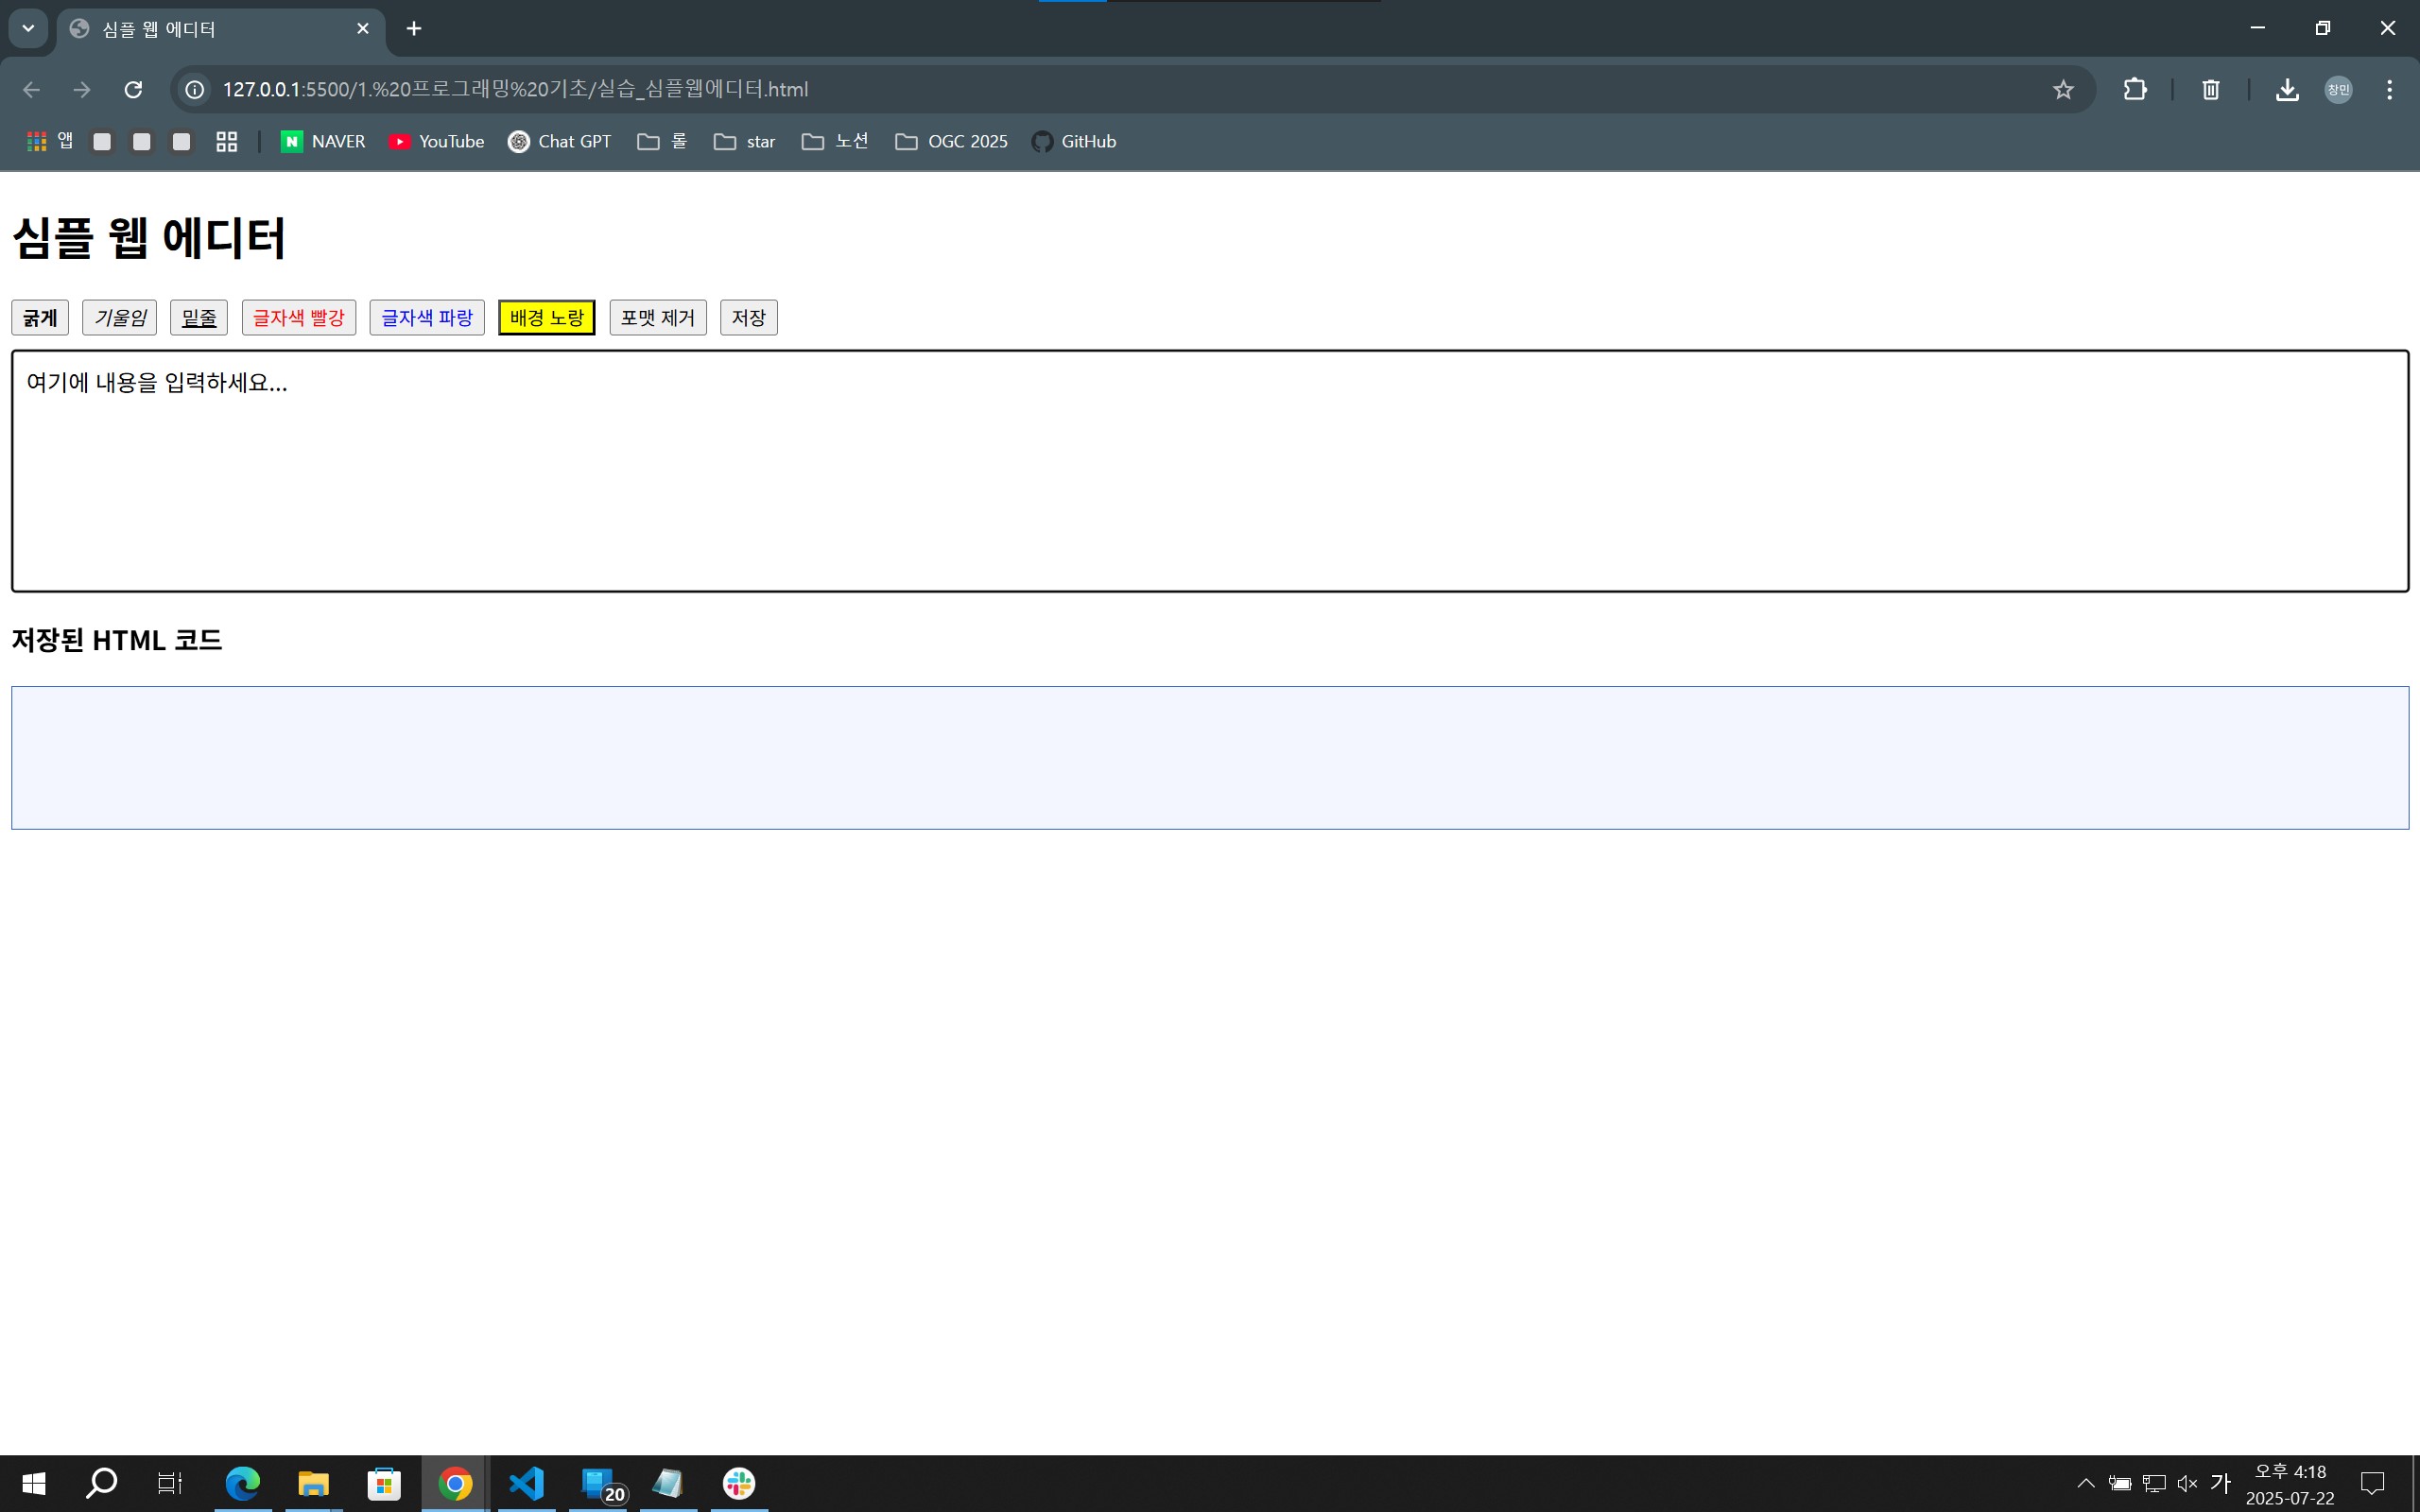 심플 웹 에디터
127.0.0.1:5500/1.%20프로그래밍%20기초/실습_심플웹에디터.html
창민
앱 NAVER YouTube Chat GPT 롤 star 노션 OGC 2025 GitHub
심플 웹 에디터
굵게 기울임 밑줄 글자색 빨강 글자색 파랑 배경 노랑 포맷 제거 저장
여기에 내용을 입력하세요...
저장된 HTML 코드
20
가
오후 4:18
2025-07-22